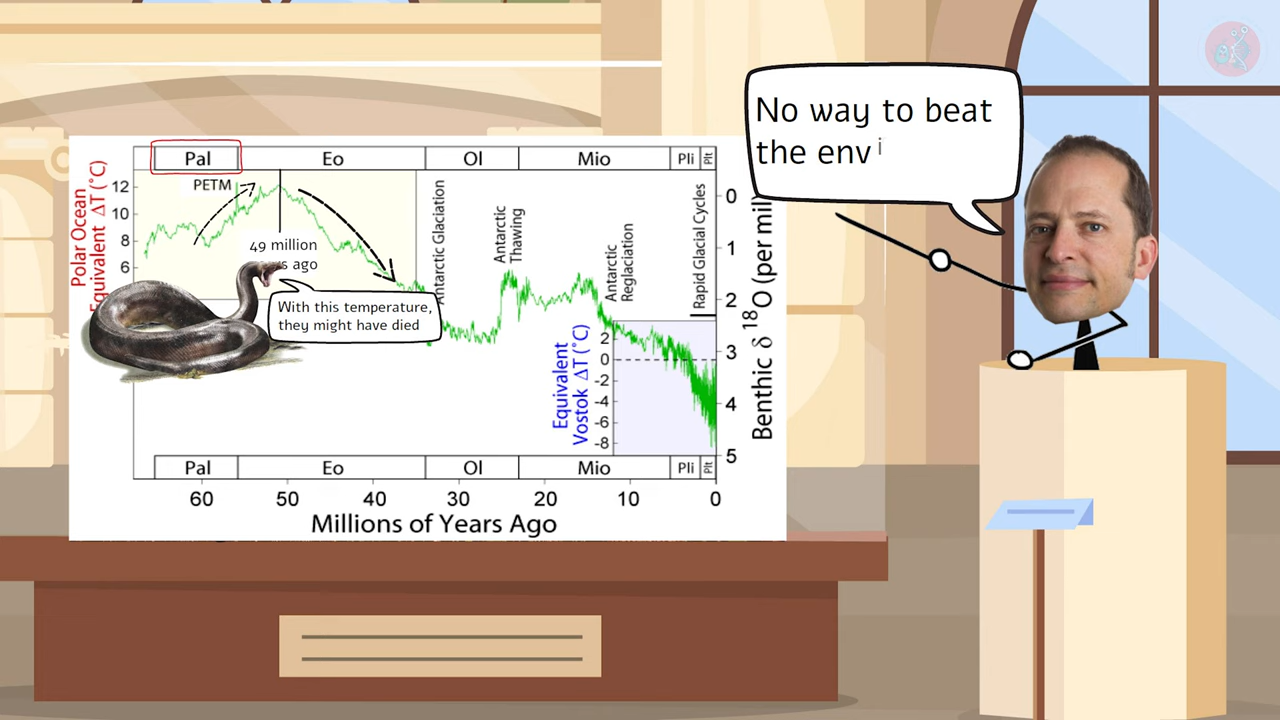 No way to beat
the envi
Pal Eo Ol Mio Pli Plt
Polar Ocean
Equivalent ΔT (°C)
12
10
8
6
PETM
49 million
s ago
With this temperature,
they might have died
Antarctic Glaciation
Antarctic
Thawing
Antarctic
Reglaciation
Rapid Glacial Cycles
Equivalent
Vostok ΔT (°C)
2
0
-2
-4
-6
-8
0
1
2
3
4
5
Benthic δ 18O (per mil)
Pal Eo Ol Mio Pli Plt
60 50 40 30 20 10 0
Millions of Years Ago